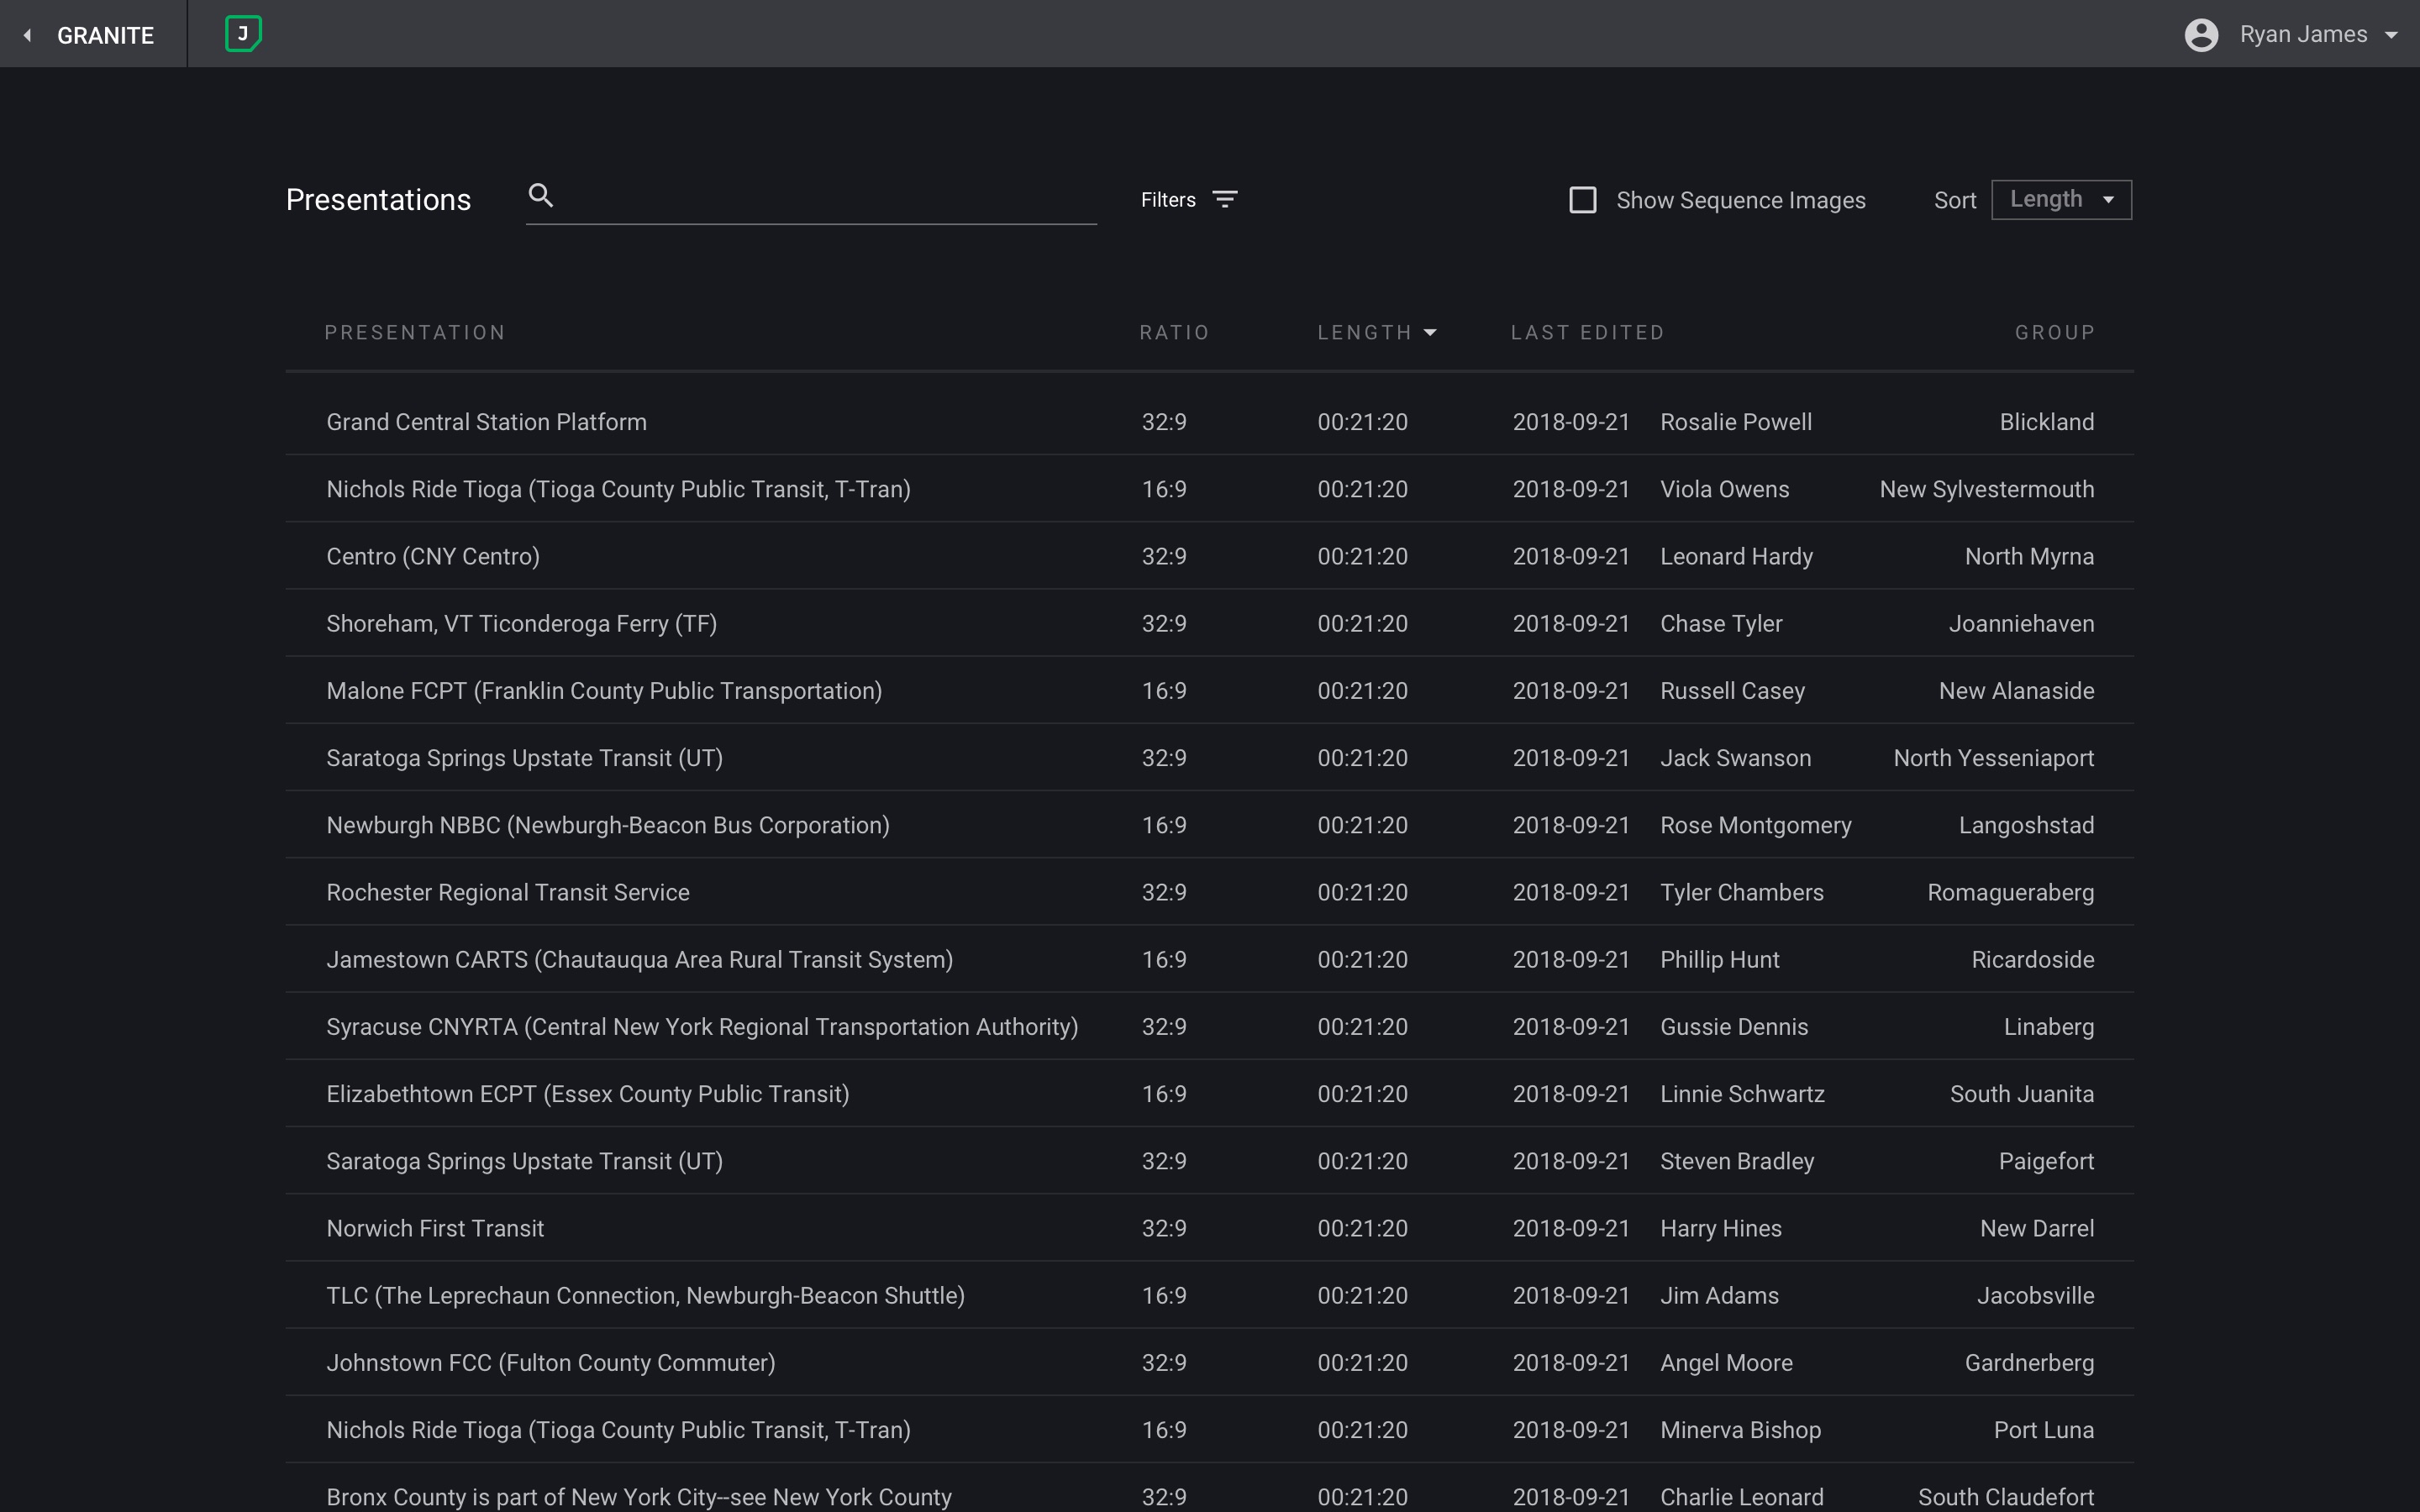 GRANITE J Ryan James
Presentations Filters Show Sequence Images Sort Length
PRESENTATION RATIO LENGTH LAST EDITED GROUP
Grand Central Station Platform 32:9 00:21:20 2018-09-21 Rosalie Powell Blickland
Nichols Ride Tioga (Tioga County Public Transit, T-Tran) 16:9 00:21:20 2018-09-21 Viola Owens New Sylvestermouth
Centro (CNY Centro) 32:9 00:21:20 2018-09-21 Leonard Hardy North Myrna
Shoreham, VT Ticonderoga Ferry (TF) 32:9 00:21:20 2018-09-21 Chase Tyler Joanniehaven
Malone FCPT (Franklin County Public Transportation) 16:9 00:21:20 2018-09-21 Russell Casey New Alanaside
Saratoga Springs Upstate Transit (UT) 32:9 00:21:20 2018-09-21 Jack Swanson North Yesseniaport
Newburgh NBBC (Newburgh-Beacon Bus Corporation) 16:9 00:21:20 2018-09-21 Rose Montgomery Langoshstad
Rochester Regional Transit Service 32:9 00:21:20 2018-09-21 Tyler Chambers Romagueraberg
Jamestown CARTS (Chautauqua Area Rural Transit System) 16:9 00:21:20 2018-09-21 Phillip Hunt Ricardoside
Syracuse CNYRTA (Central New York Regional Transportation Authority) 32:9 00:21:20 2018-09-21 Gussie Dennis Linaberg
Elizabethtown ECPT (Essex County Public Transit) 16:9 00:21:20 2018-09-21 Linnie Schwartz South Juanita
Saratoga Springs Upstate Transit (UT) 32:9 00:21:20 2018-09-21 Steven Bradley Paigefort
Norwich First Transit 32:9 00:21:20 2018-09-21 Harry Hines New Darrel
TLC (The Leprechaun Connection, Newburgh-Beacon Shuttle) 16:9 00:21:20 2018-09-21 Jim Adams Jacobsville
Johnstown FCC (Fulton County Commuter) 32:9 00:21:20 2018-09-21 Angel Moore Gardnerberg
Nichols Ride Tioga (Tioga County Public Transit, T-Tran) 16:9 00:21:20 2018-09-21 Minerva Bishop Port Luna
Bronx County is part of New York City--see New York County 32:9 00:21:20 2018-09-21 Charlie Leonard South Claudefort